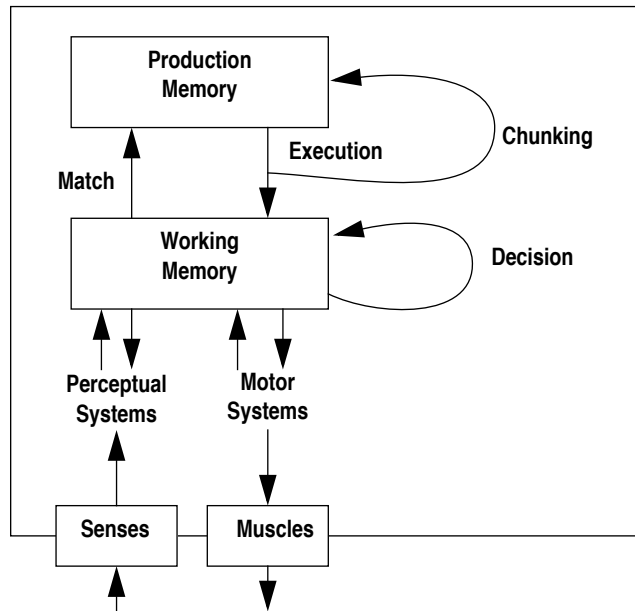 Production
Memory
Execution
Chunking
Match
Working
Memory
Decision
Perceptual
Systems
Motor
Systems
Senses
Muscles